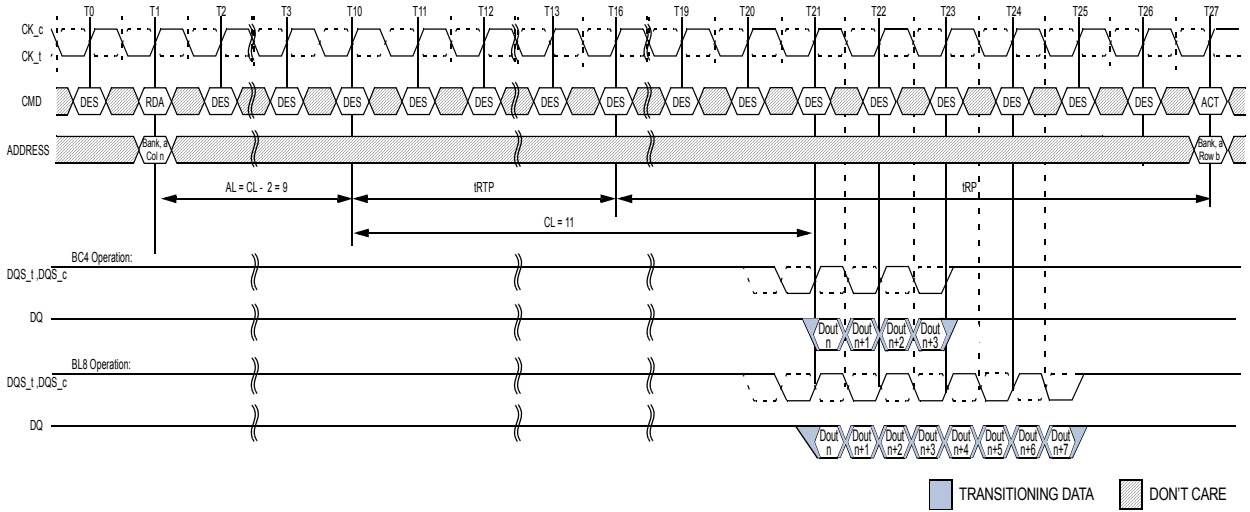 T0 T1 T2 T3 T10 T11 T12 T13 T16 T19 T20 T21 T22 T23 T24 T25 T26 T27
CK_c
CK_t
CMD DES RDA DES DES DES DES DES DES DES DES DES DES DES DES DES DES DES ACT
ADDRESS
Bank, a
Col n
Bank, a
Row b
AL = CL - 2 = 9 tRTP tRP
CL = 11
BC4 Operation:
DQS_t ,DQS_c
DQ
Dout n
Dout n+1
Dout n+2
Dout n+3
BL8 Operation:
DQS_t ,DQS_c
DQ
Dout n
Dout n+1
Dout n+2
Dout n+3
Dout n+4
Dout n+5
Dout n+6
Dout n+7
TRANSITIONING DATA DON'T CARE